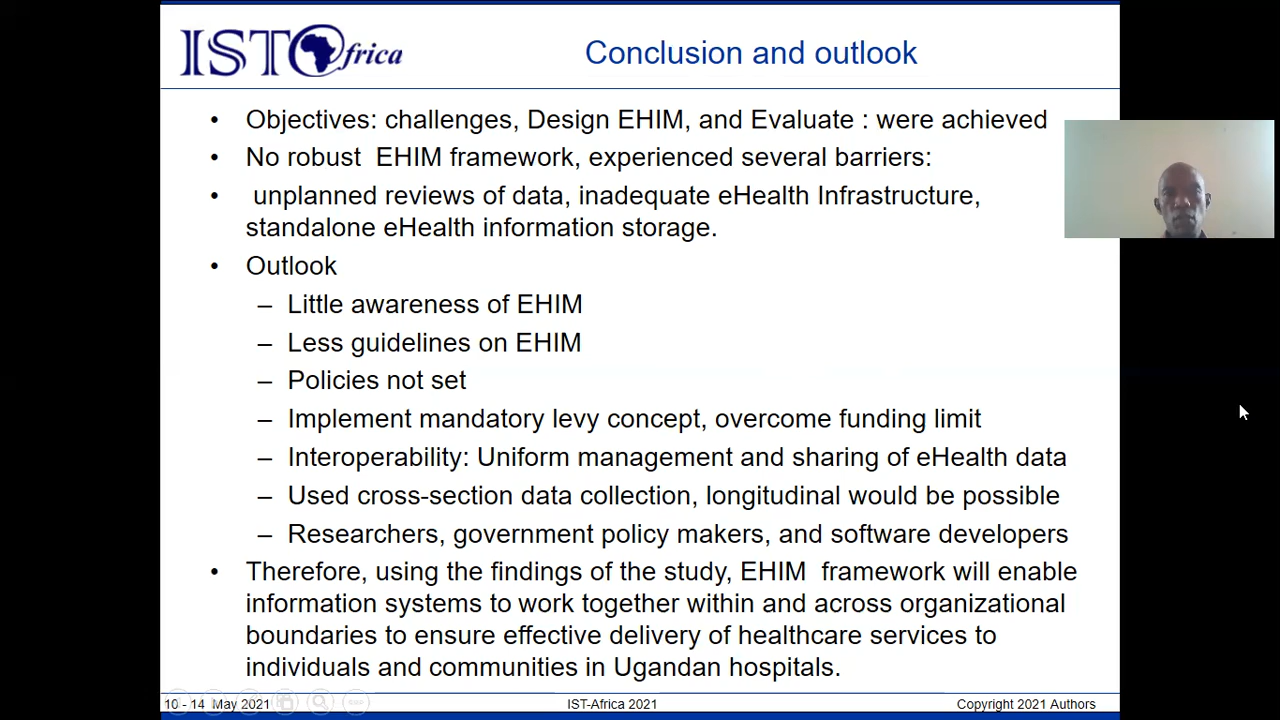 IST Africa
Conclusion and outlook
• Objectives: challenges, Design EHIM, and Evaluate : were achieved
• No robust EHIM framework, experienced several barriers:
• unplanned reviews of data, inadequate eHealth Infrastructure,
standalone eHealth information storage.
• Outlook
– Little awareness of EHIM
– Less guidelines on EHIM
– Policies not set
– Implement mandatory levy concept, overcome funding limit
– Interoperability: Uniform management and sharing of eHealth data
– Used cross-section data collection, longitudinal would be possible
– Researchers, government policy makers, and software developers
• Therefore, using the findings of the study, EHIM framework will enable
information systems to work together within and across organizational
boundaries to ensure effective delivery of healthcare services to
individuals and communities in Ugandan hospitals.
10 - 14 May 2021
IST-Africa 2021
Copyright 2021 Authors